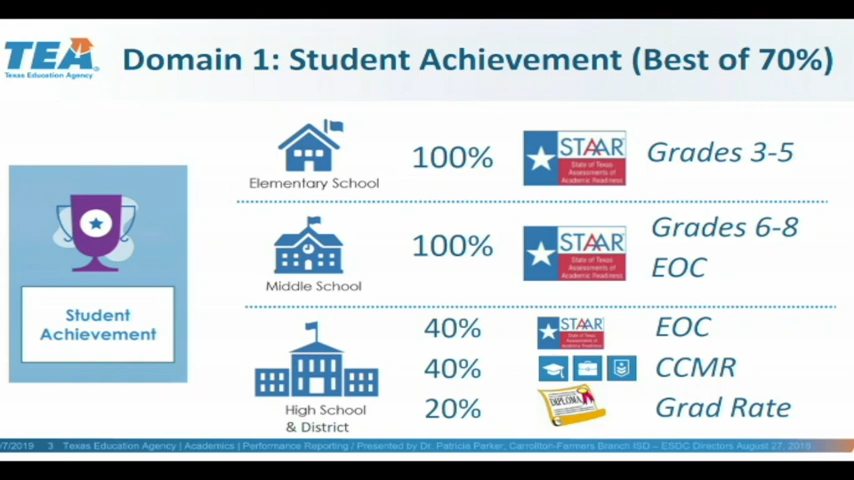 TEA
Texas Education Agency
Domain 1: Student Achievement (Best of 70%)
Elementary School
100%
STAAR
State of Texas
Assessments of
Academic Readiness
Grades 3-5
Middle School
100%
STAAR
State of Texas
Assessments of
Academic Readiness
Grades 6-8
EOC
Student
Achievement
High School
& District
40%
STAAR
EOC
40%
CCMR
20%
DIPLOMA
Grad Rate
/7/2019 3 Texas Education Agency | Academics | Performance Reporting / Presented by Dr. Patricia Parker, Carrollton-Farmers Branch ISD – ESDC Directors August 27, 2018